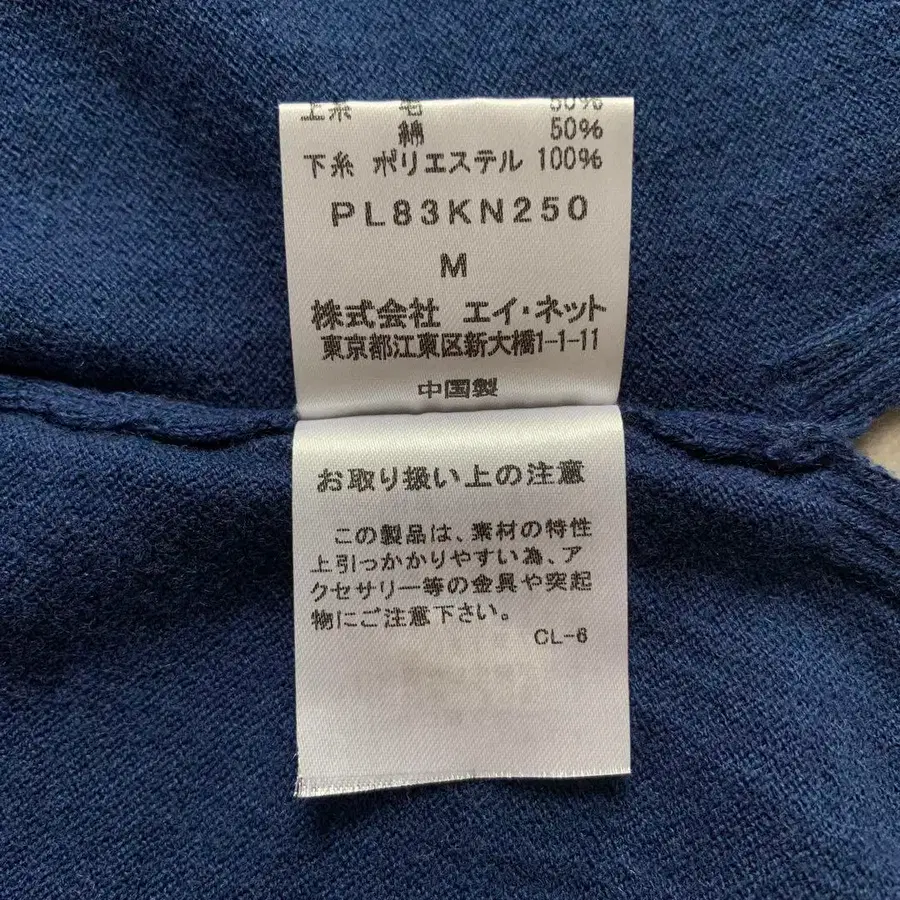 上糸 毛 50%
綿 50%
下糸 ポリエステル 100%
PL83KN250
M
株式会社 エイ・ネット
東京都江東区新大橋1-1-11
中国製
お取り扱い上の注意
この製品は、素材の特性
上引っかかりやすい為、ア
クセサリー等の金具や突起
物にご注意下さい。
CL-6